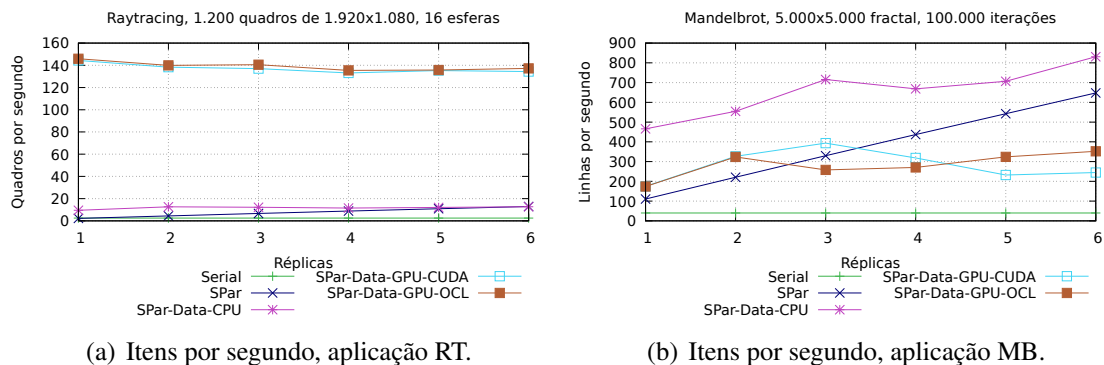 Raytracing, 1.200 quadros de 1.920x1.080, 16 esferas
Quadros por segundo
160
140
120
100
80
60
40
20
0
1 2 3 4 5 6
Réplicas
Serial
SPar
SPar-Data-CPU
SPar-Data-GPU-CUDA
SPar-Data-GPU-OCL
(a) Itens por segundo, aplicação RT.
Mandelbrot, 5.000x5.000 fractal, 100.000 iterações
Linhas por segundo
900
800
700
600
500
400
300
200
100
0
1 2 3 4 5 6
Réplicas
Serial
SPar
SPar-Data-CPU
SPar-Data-GPU-CUDA
SPar-Data-GPU-OCL
(b) Itens por segundo, aplicação MB.